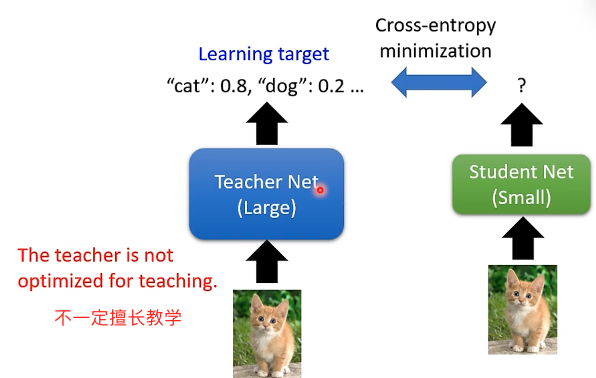 Cross-entropy
minimization
Learning target
“cat”: 0.8, “dog”: 0.2 ...
?
Teacher Net
(Large)
Student Net
(Small)
The teacher is not
optimized for teaching.
不一定擅长教学